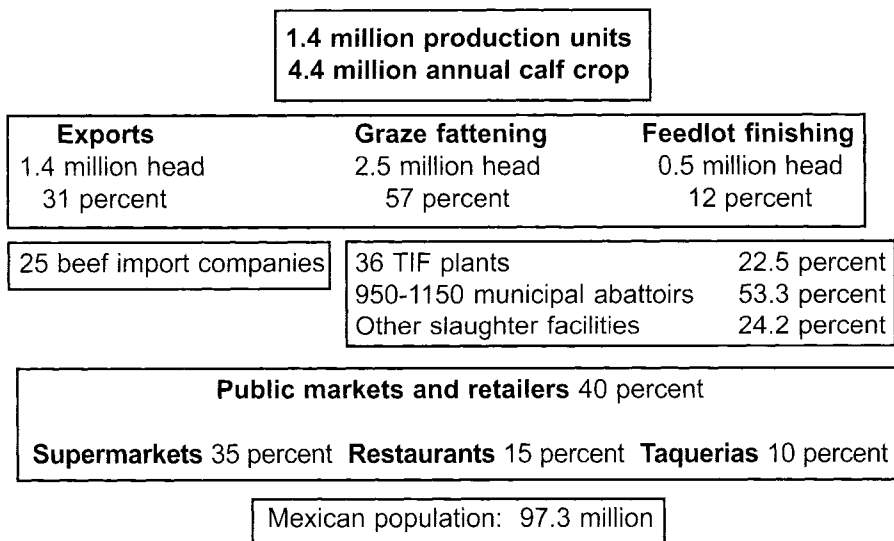 1.4 million production units
4.4 million annual calf crop
Exports Graze fattening Feedlot finishing
1.4 million head 2.5 million head 0.5 million head
31 percent 57 percent 12 percent
25 beef import companies
36 TIF plants 22.5 percent
950-1150 municipal abattoirs 53.3 percent
Other slaughter facilities 24.2 percent
Public markets and retailers 40 percent
Supermarkets 35 percent Restaurants 15 percent Taquerias 10 percent
Mexican population: 97.3 million